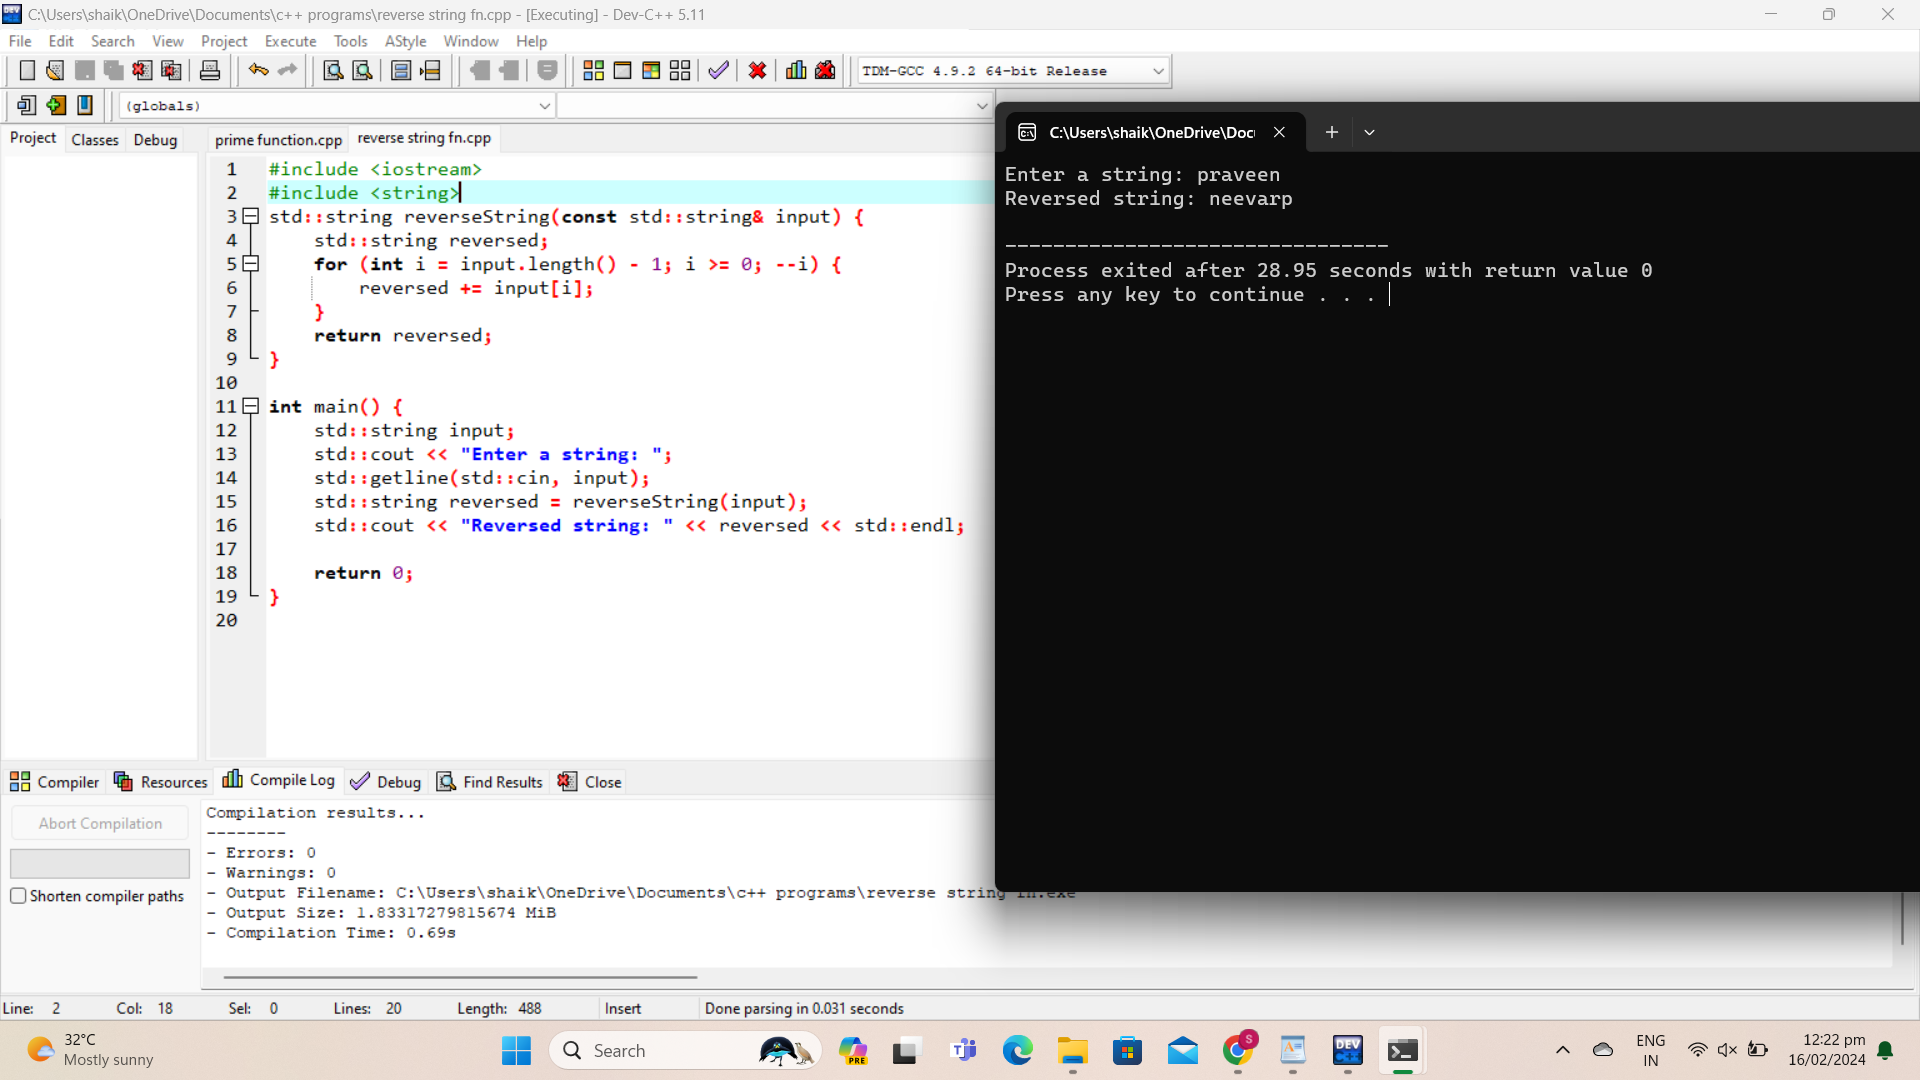 C:\Users\shaik\OneDrive\Documents\c++ programs\reverse string fn.cpp - [Executing] - Dev-C++ 5.11
File Edit Search View Project Execute Tools AStyle Window Help
TDM-GCC 4.9.2 64-bit Release
(globals)
Project Classes Debug
prime function.cpp reverse string fn.cpp
1 #include <iostream>
2 #include <string>
3 std::string reverseString(const std::string& input) {
4 std::string reversed;
5 for (int i = input.length() - 1; i >= 0; --i) {
6 reversed += input[i];
7 }
8 return reversed;
9 }
10
11 int main() {
12 std::string input;
13 std::cout << "Enter a string: ";
14 std::getline(std::cin, input);
15 std::string reversed = reverseString(input);
16 std::cout << "Reversed string: " << reversed << std::endl;
17
18 return 0;
19 }
20
C:\Users\shaik\OneDrive\Doc
Enter a string: praveen
Reversed string: neevarp
--------------------------------
Process exited after 28.95 seconds with return value 0
Press any key to continue . . .
Compiler Resources Compile Log Debug Find Results Close
Abort Compilation
Shorten compiler paths
Compilation results...
--------
- Errors: 0
- Warnings: 0
- Output Filename: C:\Users\shaik\OneDrive\Documents\c++ programs\reverse string fn.exe
- Output Size: 1.83317279815674 MiB
- Compilation Time: 0.69s
Line: 2 Col: 18 Sel: 0 Lines: 20 Length: 488 Insert Done parsing in 0.031 seconds
32°C
Mostly sunny
Search
PRE
DEV
C++
S
ENG
IN
12:22 pm
16/02/2024